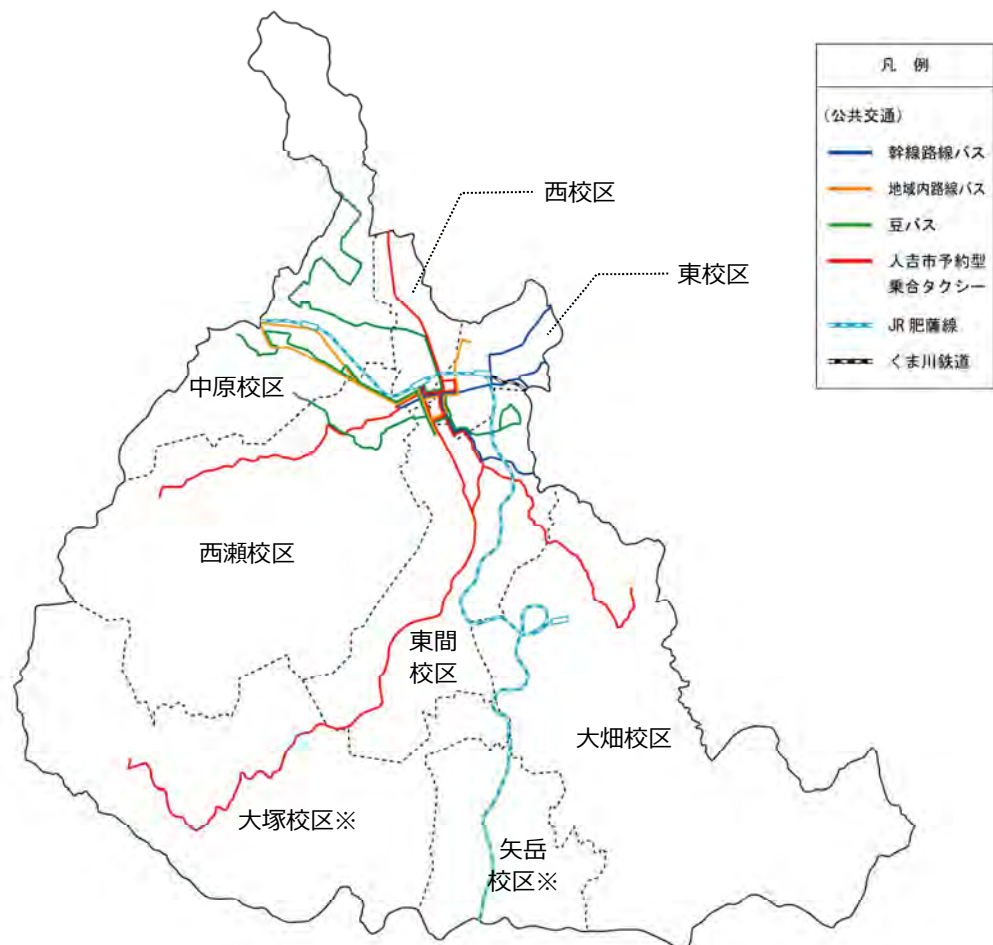 凡 例
(公共交通)
幹線路線バス
地域内路線バス
豆バス
人吉市予約型
乗合タクシー
JR 肥薩線
くま川鉄道
西校区
東校区
中原校区
西瀬校区
東間
校区
大畑校区
大塚校区※
矢岳
校区※